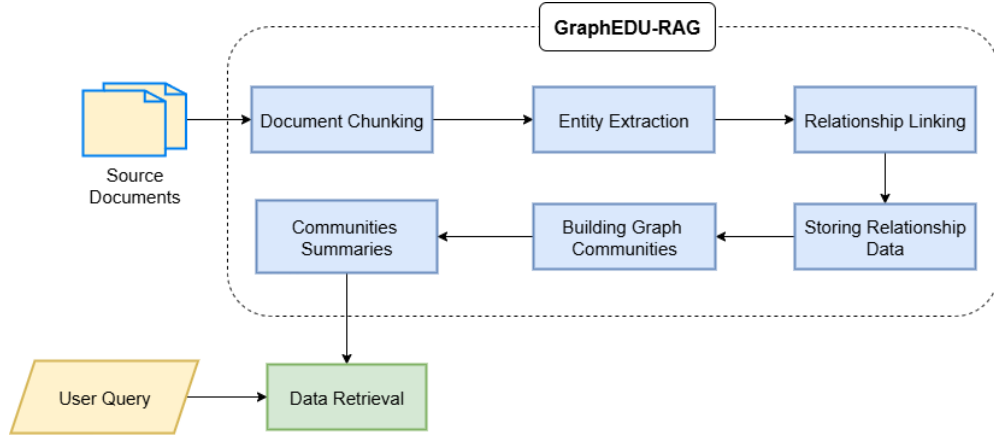 GraphEDU-RAG
Document Chunking
Entity Extraction
Relationship Linking
Source
Documents
Communities
Summaries
Building Graph
Communities
Storing Relationship
Data
User Query
Data Retrieval